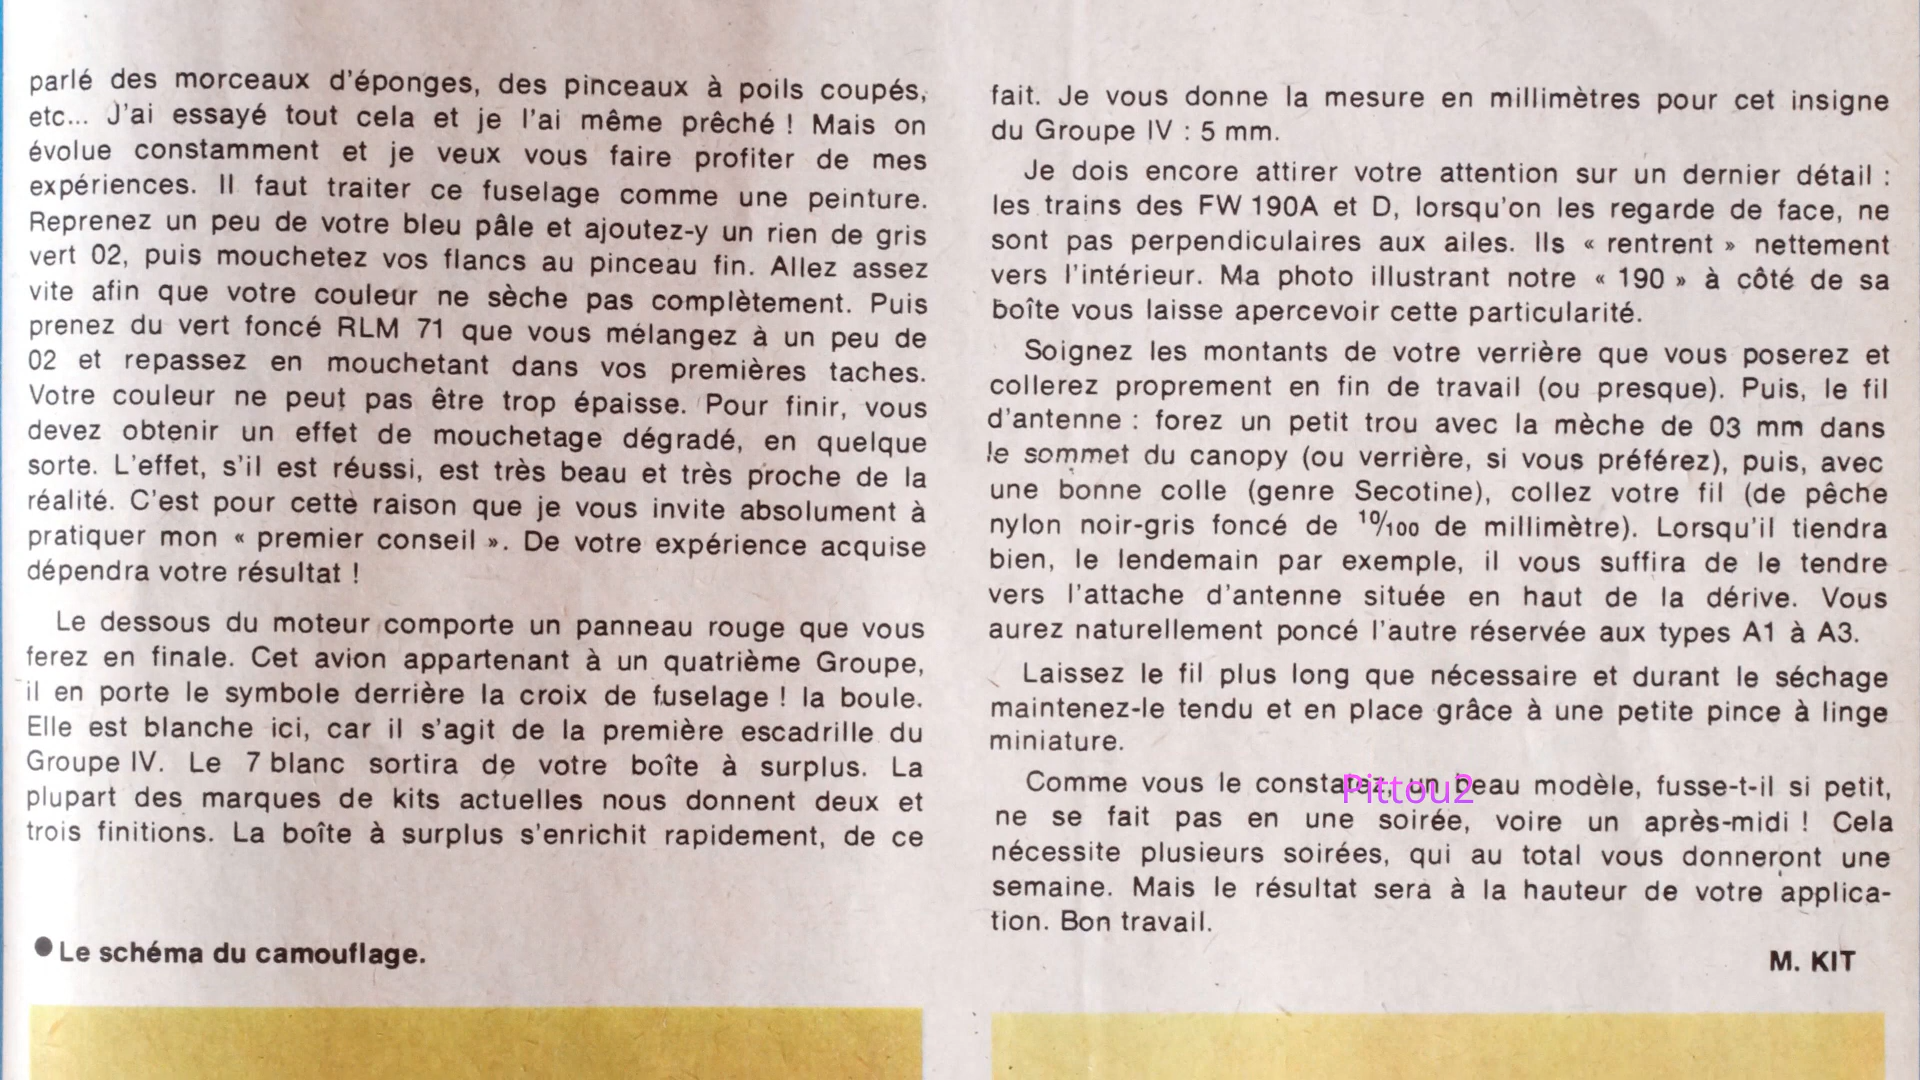 parlé des morceaux d'éponges, des pinceaux à poils coupés,
etc... J'ai essayé tout cela et je l'ai même prêché ! Mais on
évolue constamment et je veux vous faire profiter de mes
expériences. Il faut traiter ce fuselage comme une peinture.
Reprenez un peu de votre bleu pâle et ajoutez-y un rien de gris
vert 02, puis mouchetez vos flancs au pinceau fin. Allez assez
vite afin que votre couleur ne sèche pas complètement. Puis
prenez du vert foncé RLM 71 que vous mélangez à un peu de
02 et repassez en mouchetant dans vos premières taches.
Votre couleur ne peut pas être trop épaisse. Pour finir, vous
devez obtenir un effet de mouchetage dégradé, en quelque
sorte. L'effet, s'il est réussi, est très beau et très proche de la
réalité. C'est pour cette raison que je vous invite absolument à
pratiquer mon « premier conseil ». De votre expérience acquise
dépendra votre résultat !
Le dessous du moteur comporte un panneau rouge que vous
ferez en finale. Cet avion appartenant à un quatrième Groupe,
il en porte le symbole derrière la croix de fuselage ! la boule.
Elle est blanche ici, car il s'agit de la première escadrille du
Groupe IV. Le 7 blanc sortira de votre boîte à surplus. La
plupart des marques de kits actuelles nous donnent deux et
trois finitions. La boîte à surplus s'enrichit rapidement, de ce
● Le schéma du camouflage.
fait. Je vous donne la mesure en millimètres pour cet insigne
du Groupe IV : 5 mm.
Je dois encore attirer votre attention sur un dernier détail :
les trains des FW 190A et D, lorsqu'on les regarde de face, ne
sont pas perpendiculaires aux ailes. Ils « rentrent » nettement
vers l'intérieur. Ma photo illustrant notre « 190 » à côté de sa
boîte vous laisse apercevoir cette particularité.
Soignez les montants de votre verrière que vous poserez et
collerez proprement en fin de travail (ou presque). Puis, le fil
d'antenne : forez un petit trou avec la mèche de 03 mm dans
le sommet du canopy (ou verrière, si vous préférez), puis, avec
une bonne colle (genre Secotine), collez votre fil (de pêche
nylon noir-gris foncé de 10/100 de millimètre). Lorsqu'il tiendra
bien, le lendemain par exemple, il vous suffira de le tendre
vers l'attache d'antenne située en haut de la dérive. Vous
aurez naturellement poncé l'autre réservée aux types A1 à A3.
Laissez le fil plus long que nécessaire et durant le séchage
maintenez-le tendu et en place grâce à une petite pince à linge
miniature.
Comme vous le constatez, un beau modèle, fusse-t-il si petit,
ne se fait pas en une soirée, voire un après-midi ! Cela
nécessite plusieurs soirées, qui au total vous donneront une
semaine. Mais le résultat sera à la hauteur de votre applica-
tion. Bon travail.
M. KIT
Pittou2